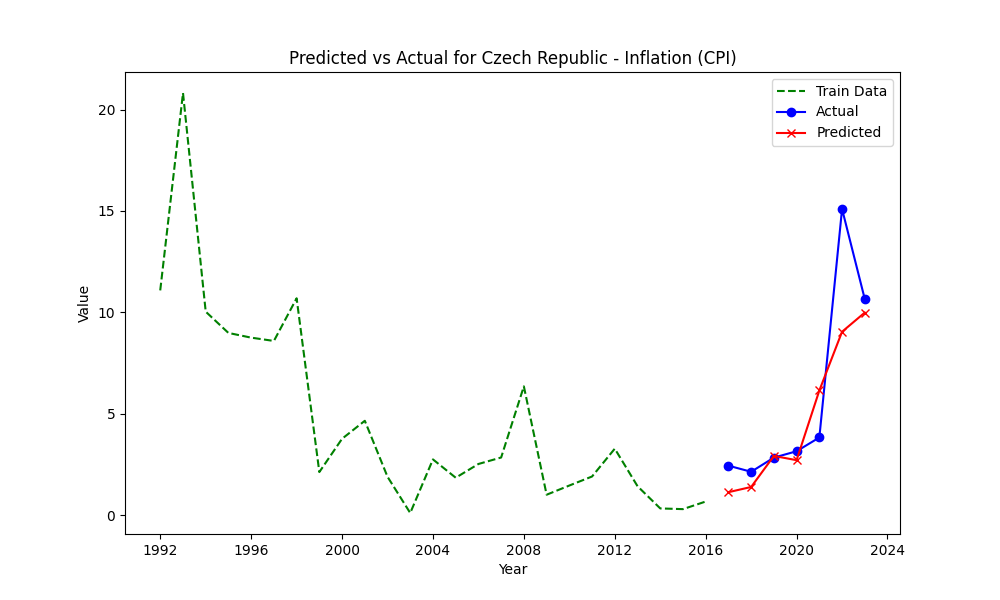 Predicted vs Actual for Czech Republic - Inflation (CPI)
Train Data
Actual
Predicted
Value
20
15
10
5
0
1992 1996 2000 2004 2008 2012 2016 2020 2024
Year